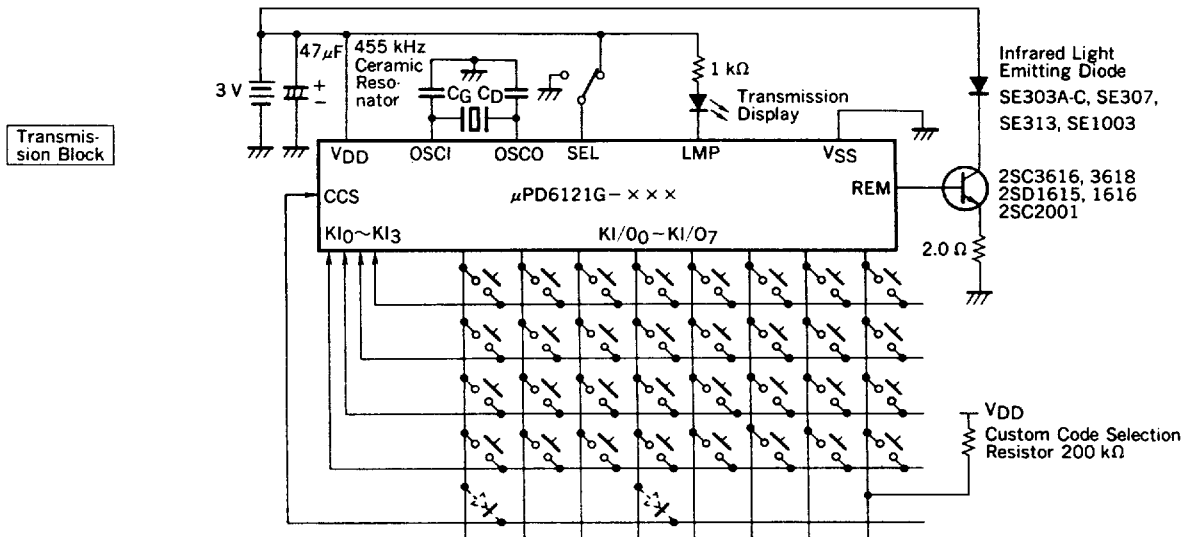 Transmis-
sion Block
3 V
47μF
+
−
455 kHz
Ceramic
Reso-
nator
CG
CD
1 kΩ
Transmission
Display
Infrared Light
Emitting Diode
SE303A-C, SE307,
SE313, SE1003
VDD
OSCI
OSCO
SEL
LMP
VSS
CCS
μPD6121G-×××
REM
KI0~KI3
KI/O0~KI/O7
2SC3616, 3618
2SD1615, 1616
2SC2001
2.0 Ω
VDD
Custom Code Selection
Resistor 200 kΩ